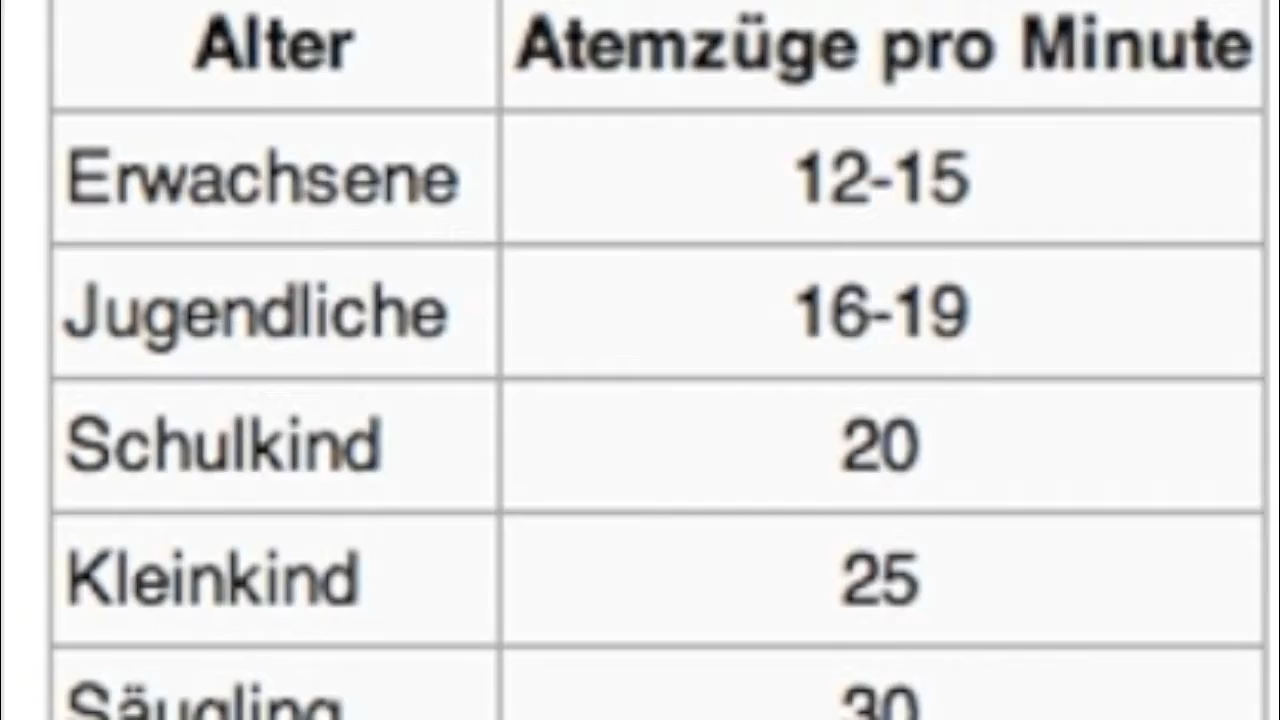 Alter Atemzüge pro Minute
Erwachsene 12-15
Jugendliche 16-19
Schulkind 20
Kleinkind 25
Säugling 30